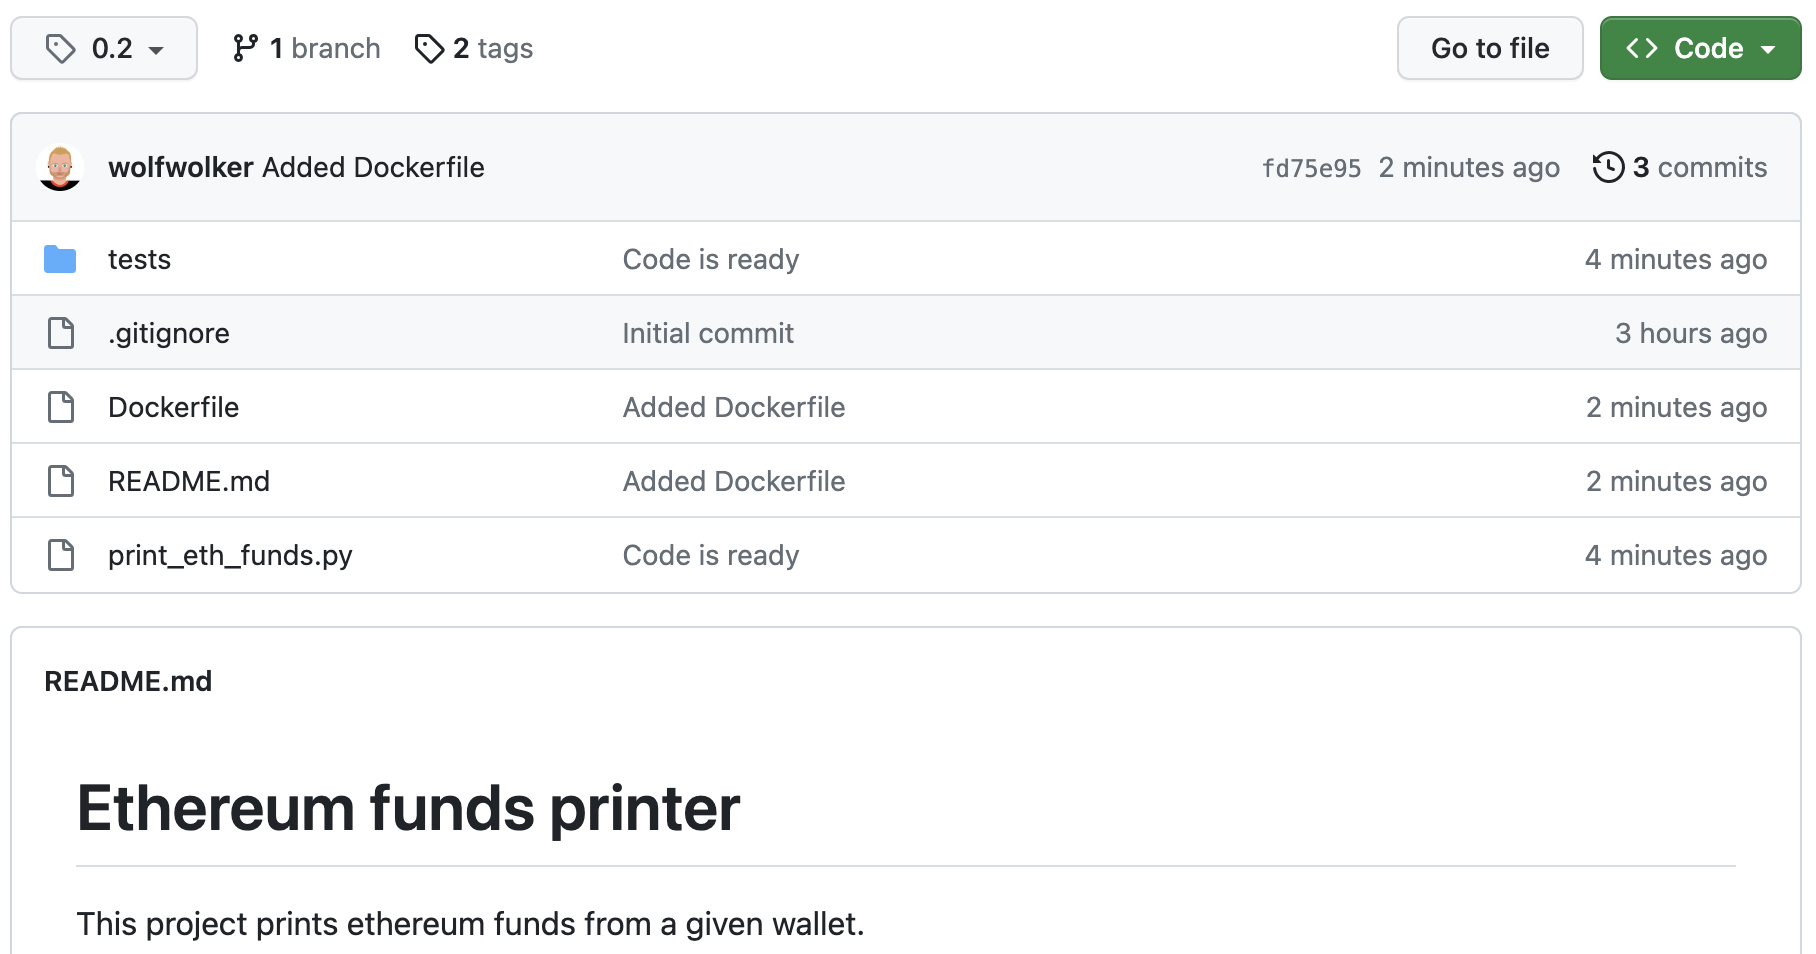 0.2 1 branch 2 tags Go to file Code
wolfwolker Added Dockerfile fd75e95 2 minutes ago 3 commits
tests Code is ready 4 minutes ago
.gitignore Initial commit 3 hours ago
Dockerfile Added Dockerfile 2 minutes ago
README.md Added Dockerfile 2 minutes ago
print_eth_funds.py Code is ready 4 minutes ago
README.md
Ethereum funds printer
This project prints ethereum funds from a given wallet.